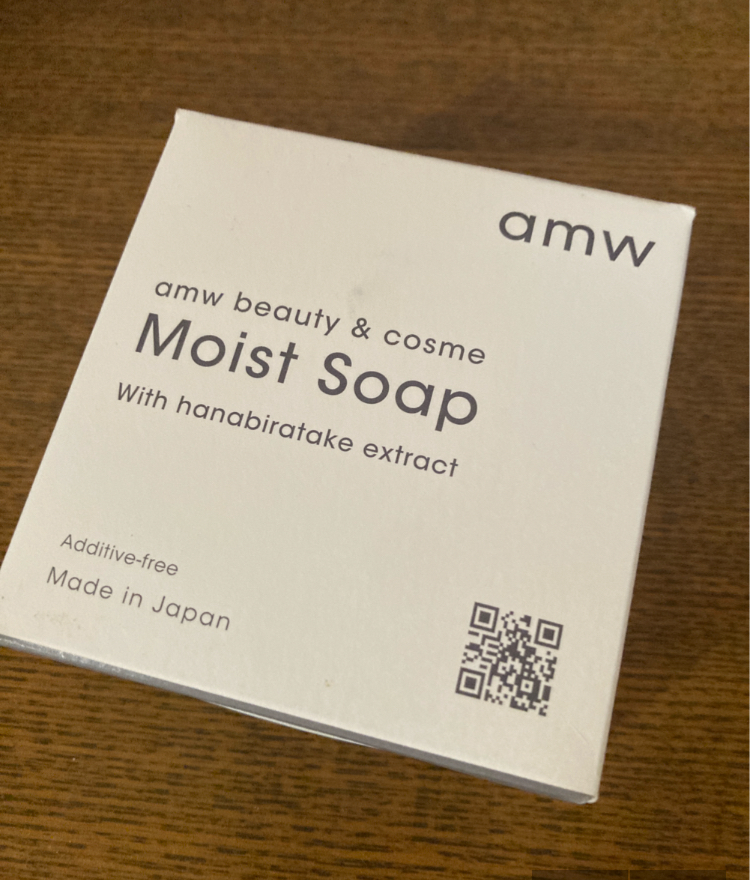 amw
amw beauty & cosme
Moist Soap
With hanabiratake extract
Additive-free
Made in Japan